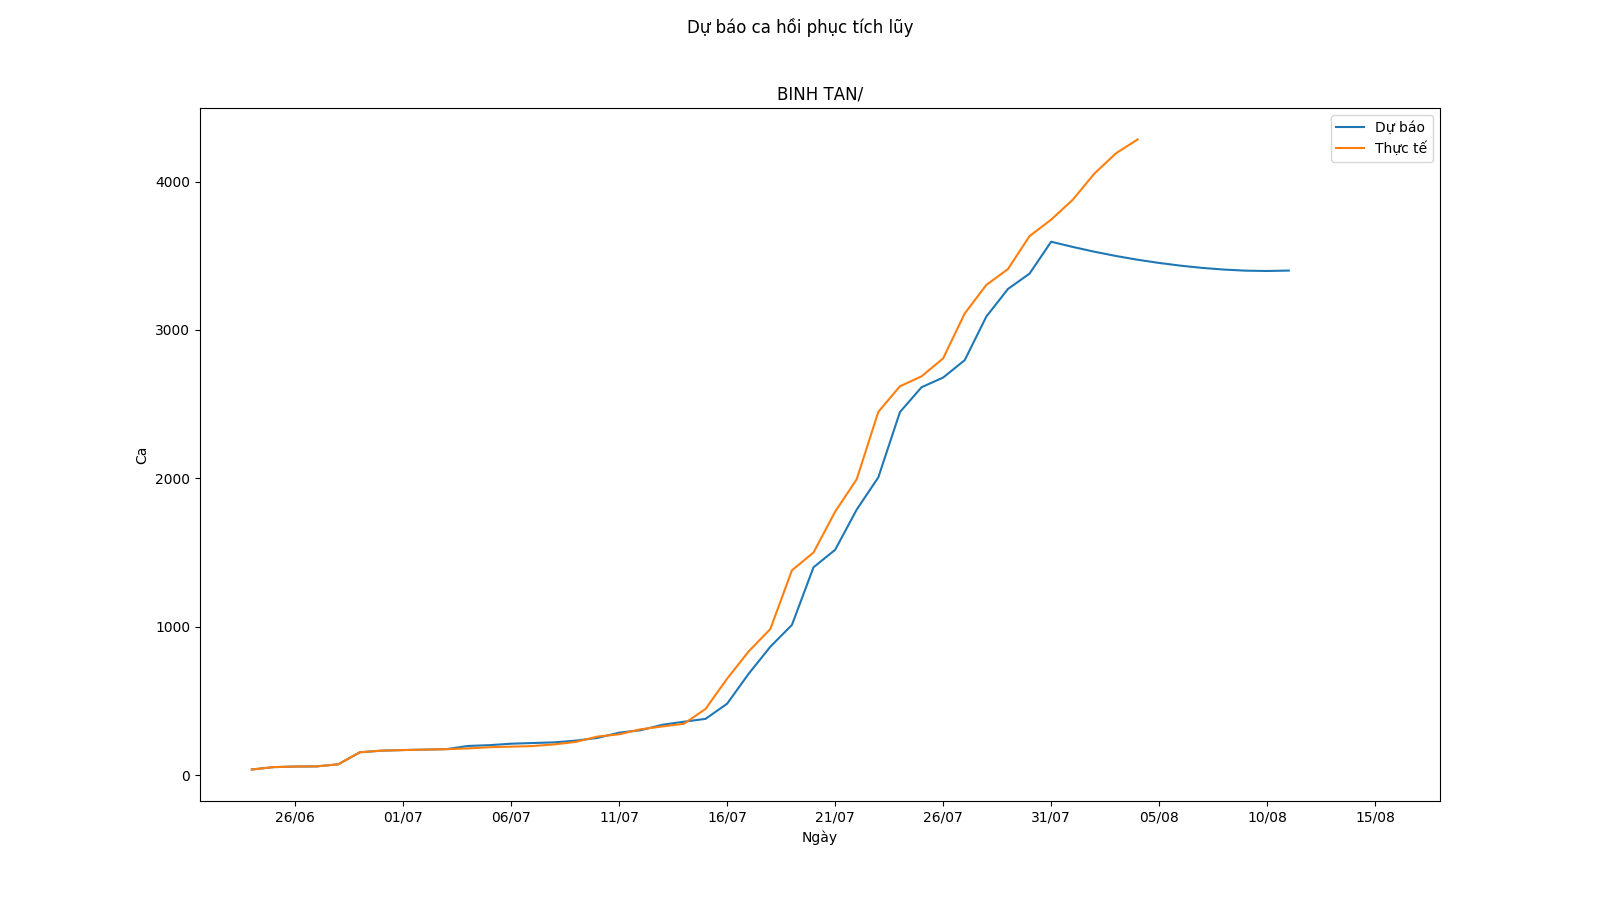 Dự báo ca hồi phục tích lũy
BINH TAN/
Dự báo
Thực tế
4000
3000
2000
1000
0
Ca
26/06
01/07
06/07
11/07
16/07
21/07
26/07
31/07
05/08
10/08
15/08
Ngày